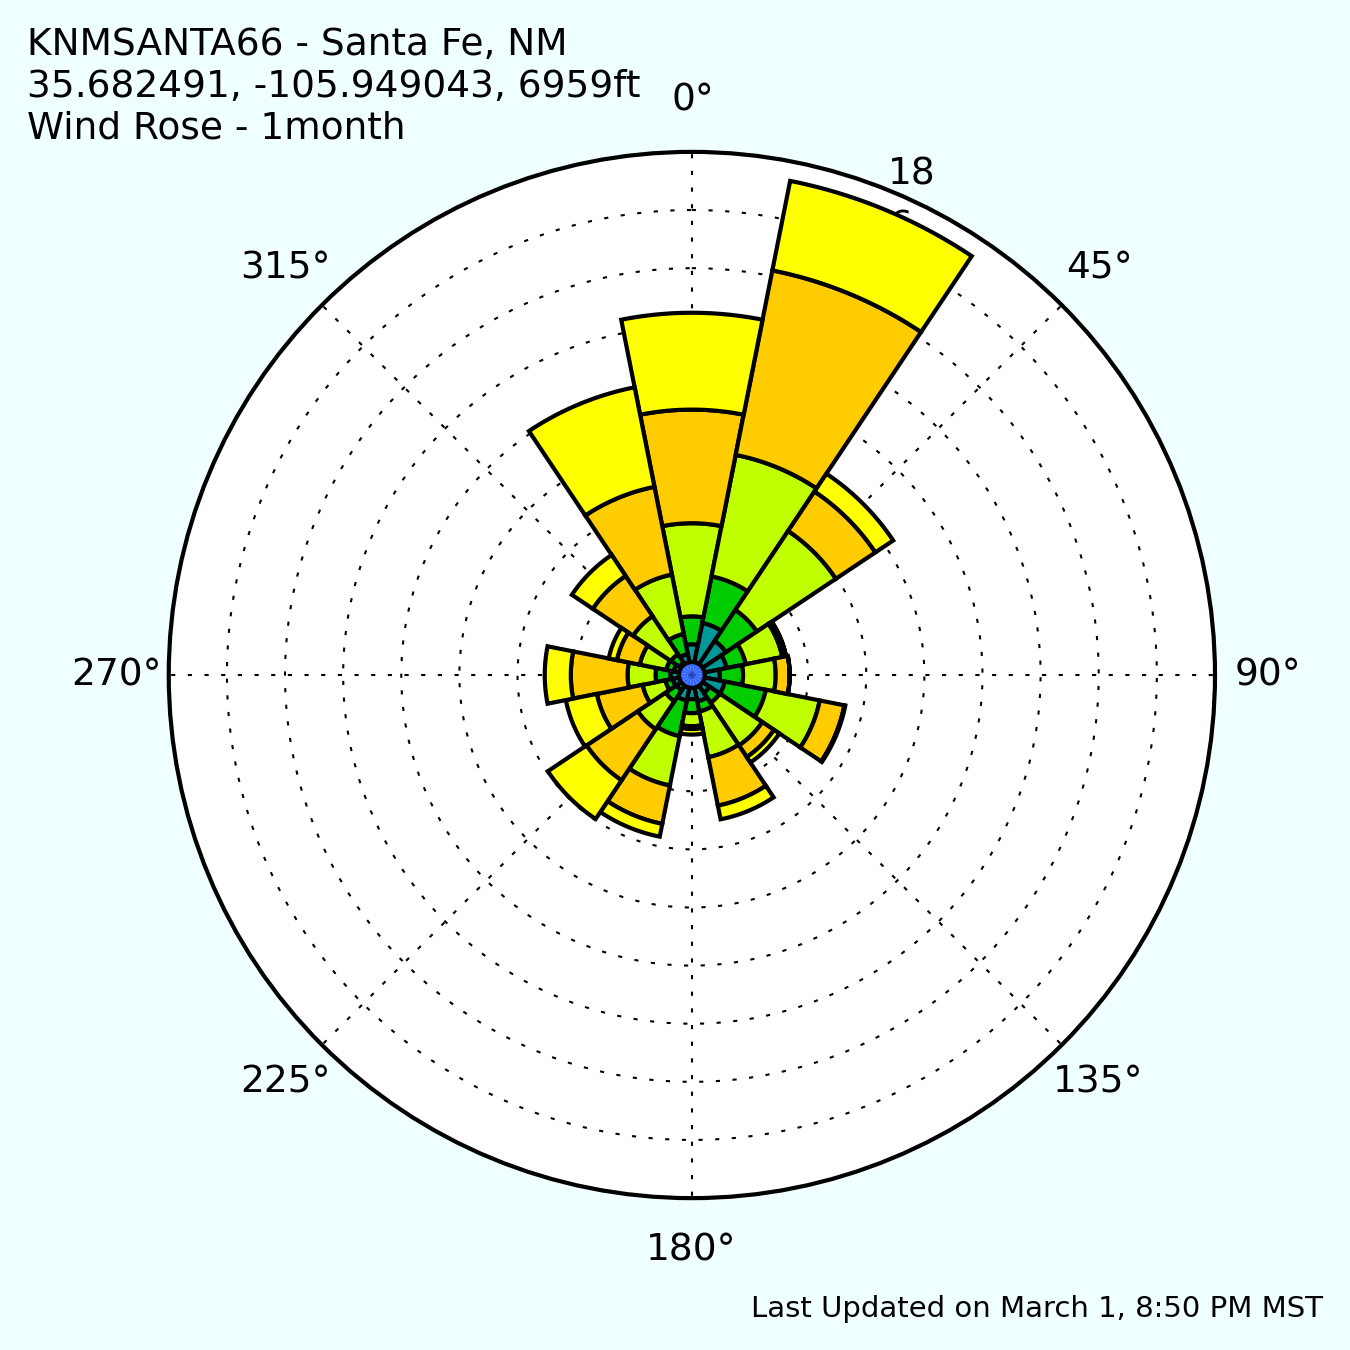 KNMSANTA66 - Santa Fe, NM
35.682491, -105.949043, 6959ft
Wind Rose - 1month
0°
18
315°
45°
270°
90°
225°
135°
180°
Last Updated on March 1, 8:50 PM MST